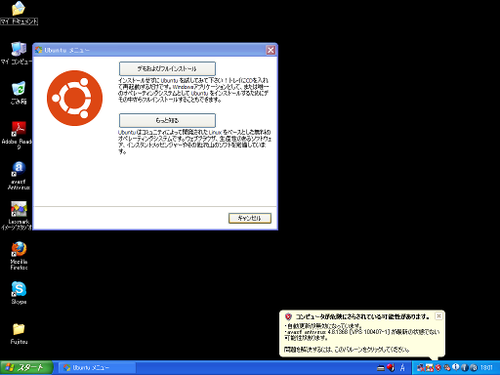 マイ ドキュメント
マイ コンピュータ
ごみ箱
Adobe Reader
9
avast!
Antivirus
Lexmark
イメージスタジオ
Mozilla
Firefox
Skype
Fujitsu
Ubuntu メニュー
デモおよびフルインストール
インストールせずに Ubuntu を試してみて下さい！トレイにCDを入れ
て再起動するだけです。Windowsアプリケーションとして、または唯一
のオペレーティングシステムとして Ubuntu をインストールするためにデ
モの中からフルインストールすることもできます。
もっと知る
Ubuntu はコミュニティによって開発された Linux をベースとした無料の
オペレーティングシステムです。ウェブブラウザ、生産性のあるソフトウェ
ア、インスタントメッセンジャーやその他沢山のソフトを完備していま
す。
キャンセル
コンピュータが危険にさらされている可能性があります。
・自動更新が無効になっています。
・avast! antivirus 4.8.1368 [VPS 100407-1] が最新の状態でない
可能性があります。
問題を解決するには、このバルーンをクリックしてください。
スタート
Ubuntu メニュー
A
18:01